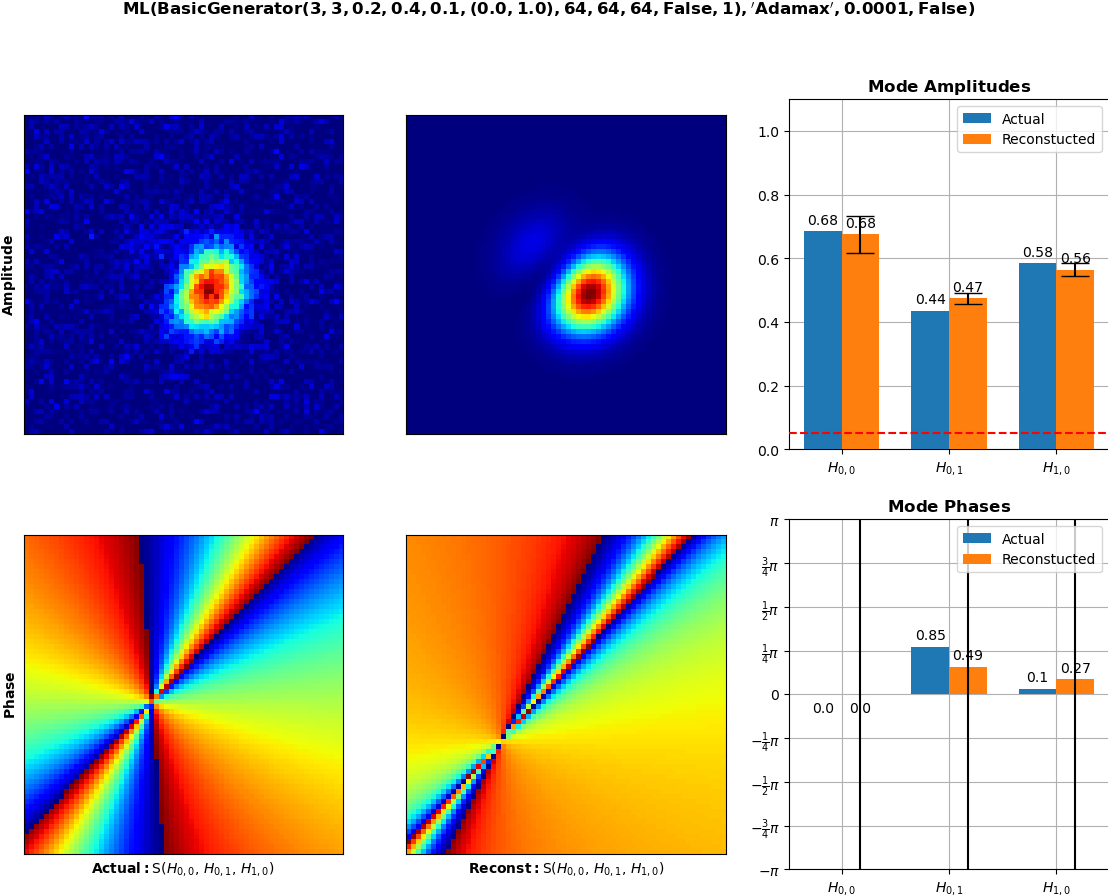 ML(BasicGenerator(3, 3, 0.2, 0.4, 0.1, (0.0, 1.0), 64, 64, 64, False, 1), ′Adamax′, 0.0001, False)
Amplitude
Mode Amplitudes
Actual
Reconstucted
1.0
0.8
0.6
0.4
0.2
0.0
0.68
0.68
0.44
0.47
0.58
0.56
H0,0
H0,1
H1,0
Phase
Actual: S(H0,0, H0,1, H1,0)
Reconst: S(H0,0, H0,1, H1,0)
Mode Phases
Actual
Reconstucted
π
3/4π
1/2π
1/4π
0
−1/4π
−1/2π
−3/4π
−π
0.0
0.0
0.85
0.49
0.1
0.27
H0,0
H0,1
H1,0